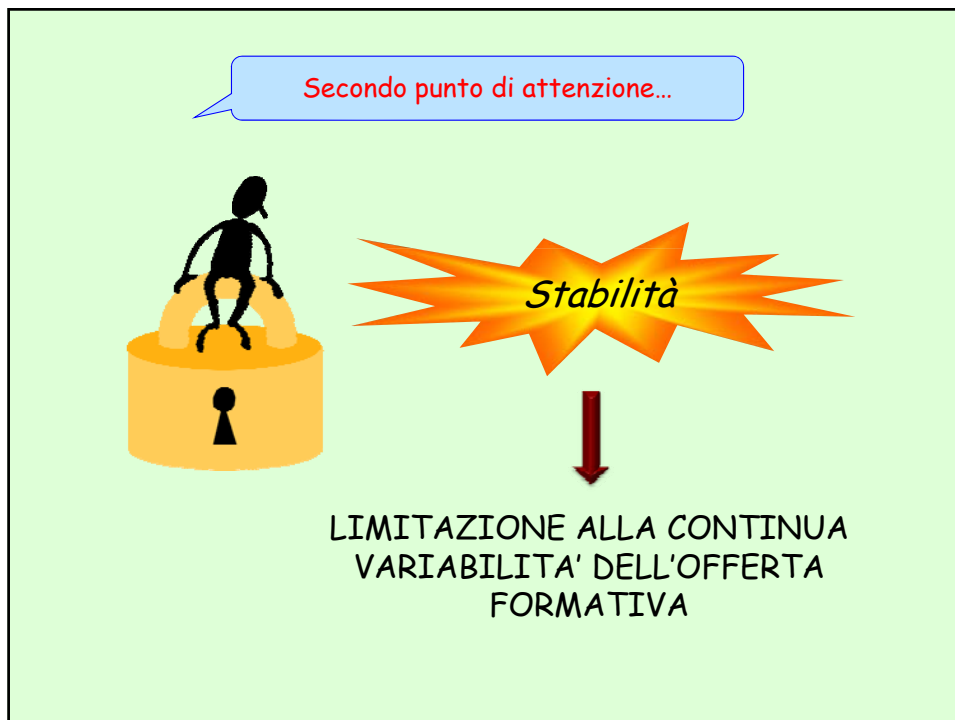 Secondo punto di attenzione…
Stabilità
LIMITAZIONE ALLA CONTINUA
VARIABILITA’ DELL’OFFERTA
FORMATIVA